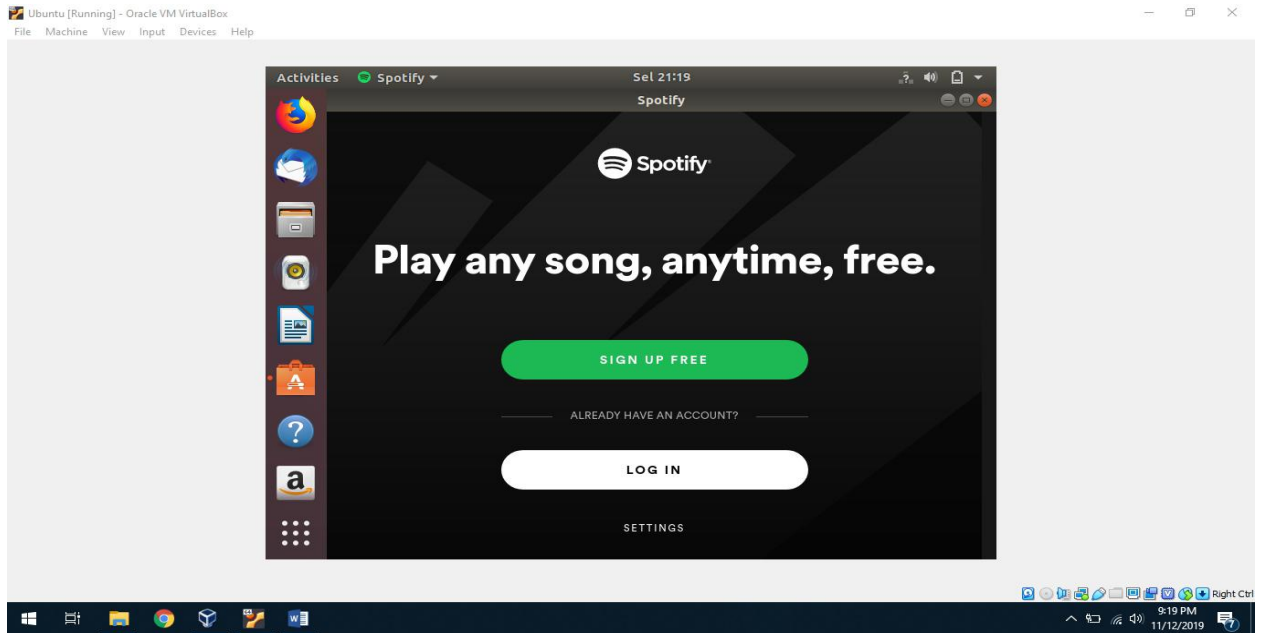 Ubuntu [Running] - Oracle VM VirtualBox
File Machine View Input Devices Help
Activities Spotify Sel 21:19
Spotify
Spotify
Play any song, anytime, free.
SIGN UP FREE
ALREADY HAVE AN ACCOUNT?
LOG IN
SETTINGS
Right Ctrl
9:19 PM
11/12/2019